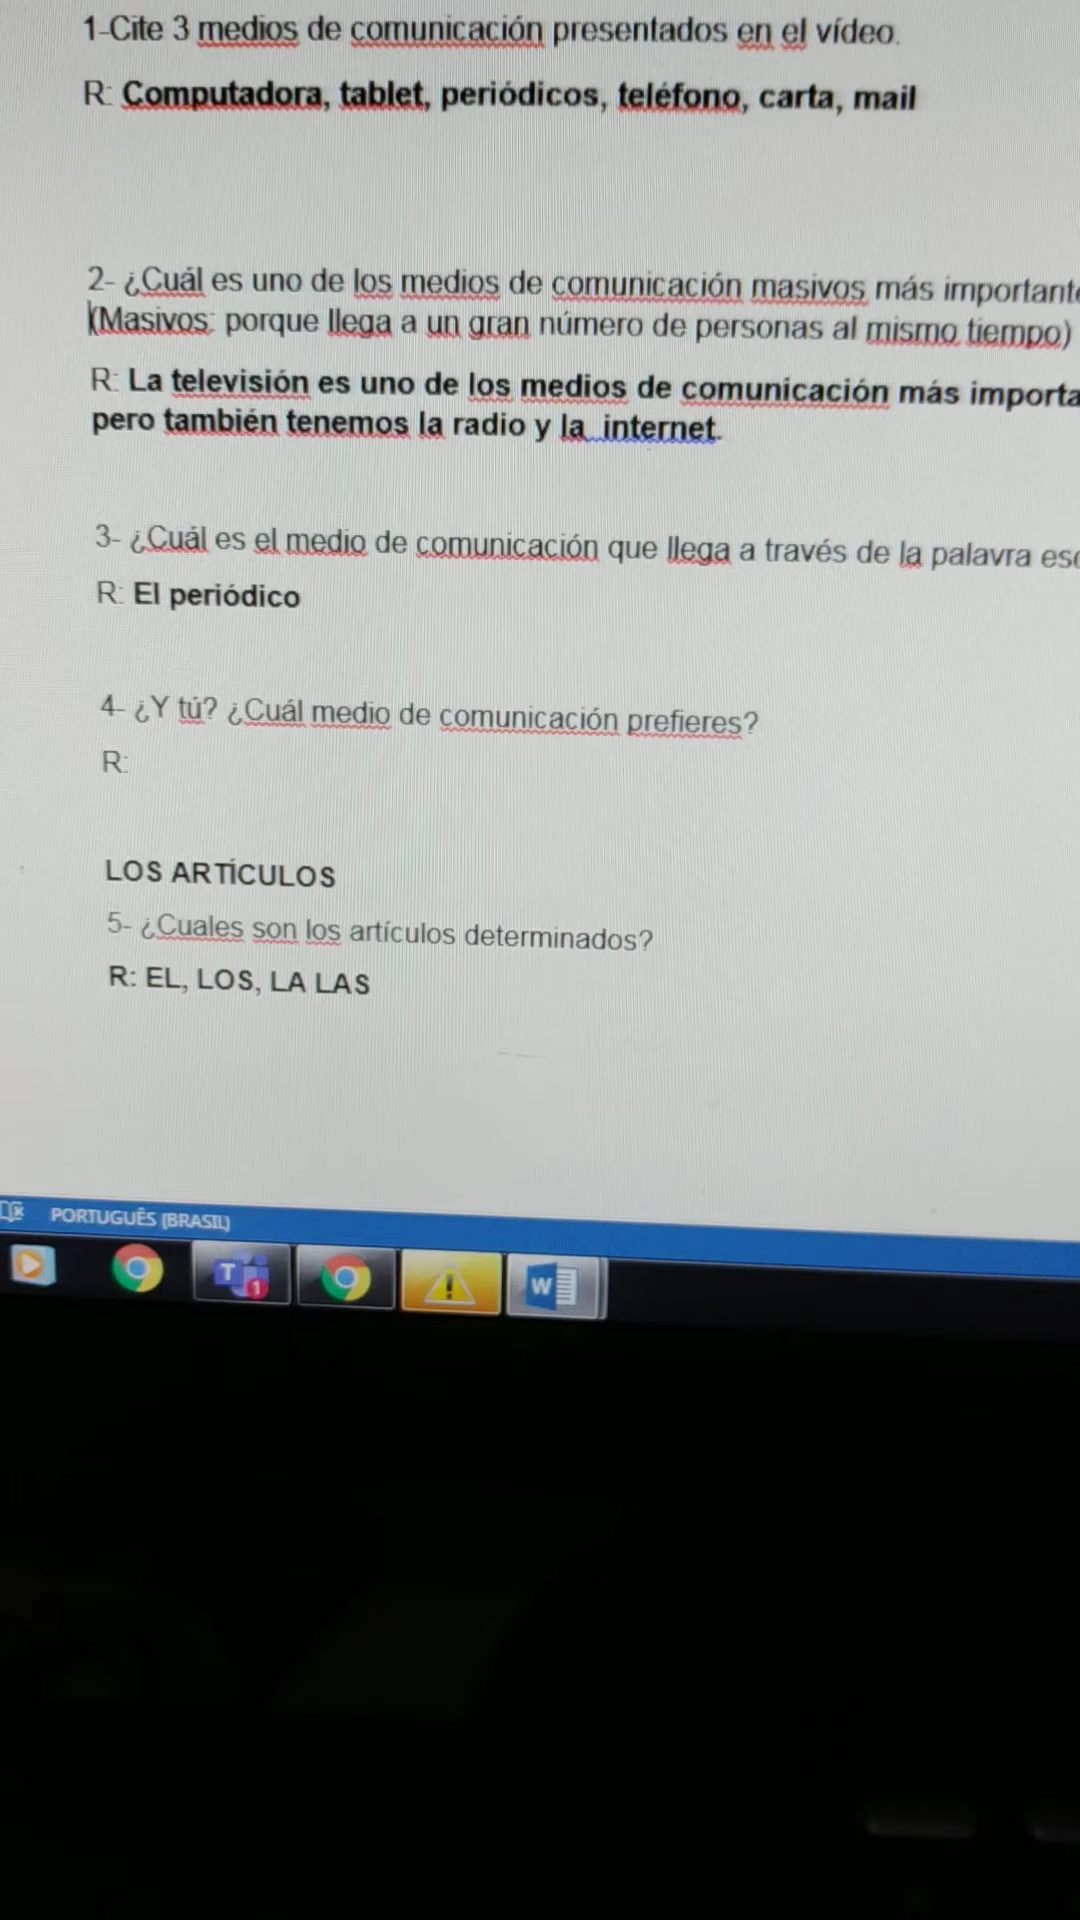 1-Cite 3 medios de comunicación presentados en el vídeo.
R: Computadora, tablet, periódicos, teléfono, carta, mail
2- ¿Cuál es uno de los medios de comunicación masivos más
(Masivos: porque llega a un gran número de personas al mismo tiempo)
R: La televisión es uno de los medios de comunicación más
pero también tenemos la radio y la internet.
3- ¿Cuál es el medio de comunicación que llega a través de la palavra
R: El periódico
4- ¿Y tú? ¿Cuál medio de comunicación prefieres?
R:
LOS ARTÍCULOS
5- ¿Cuales son los artículos determinados?
R: EL, LOS, LA LAS
PORTUGUÊS (BRASIL)
T
1
W